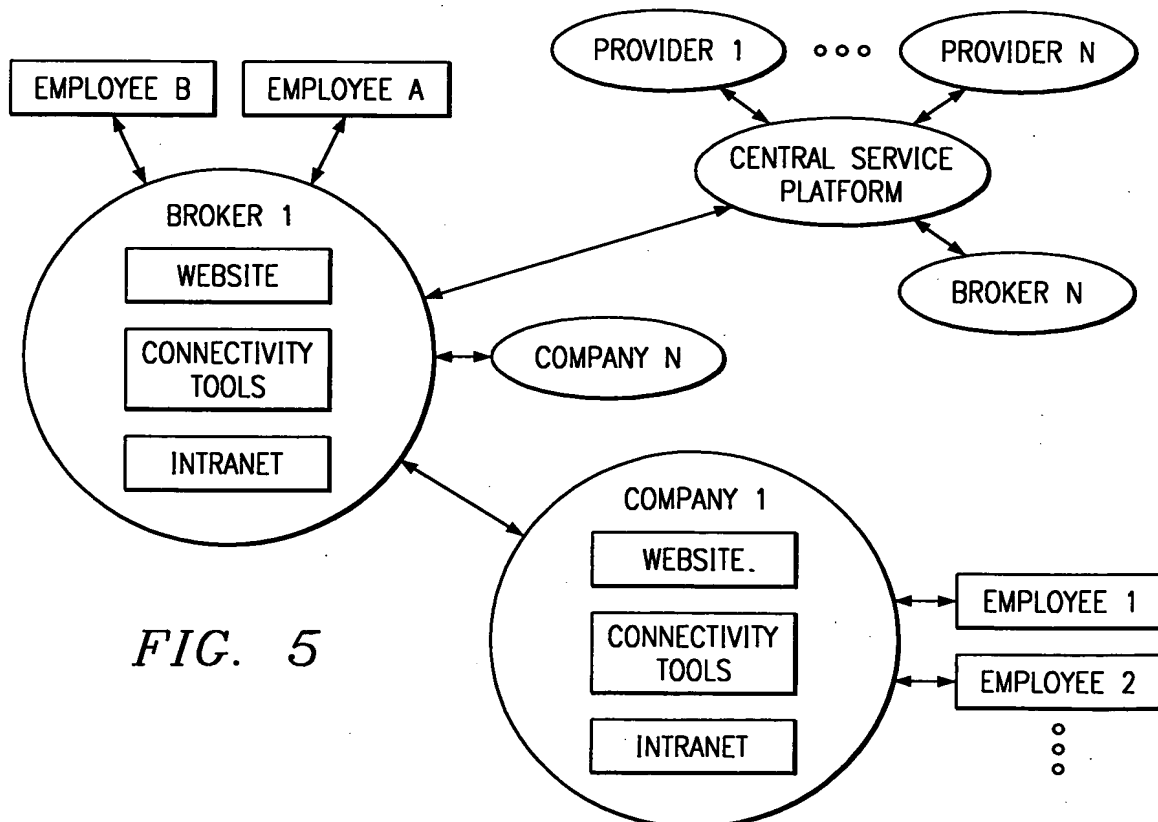 PROVIDER 1
PROVIDER N
EMPLOYEE B
EMPLOYEE A
CENTRAL SERVICE
PLATFORM
BROKER 1
WEBSITE
CONNECTIVITY
TOOLS
INTRANET
BROKER N
COMPANY N
COMPANY 1
WEBSITE.
CONNECTIVITY
TOOLS
INTRANET
EMPLOYEE 1
EMPLOYEE 2
FIG. 5